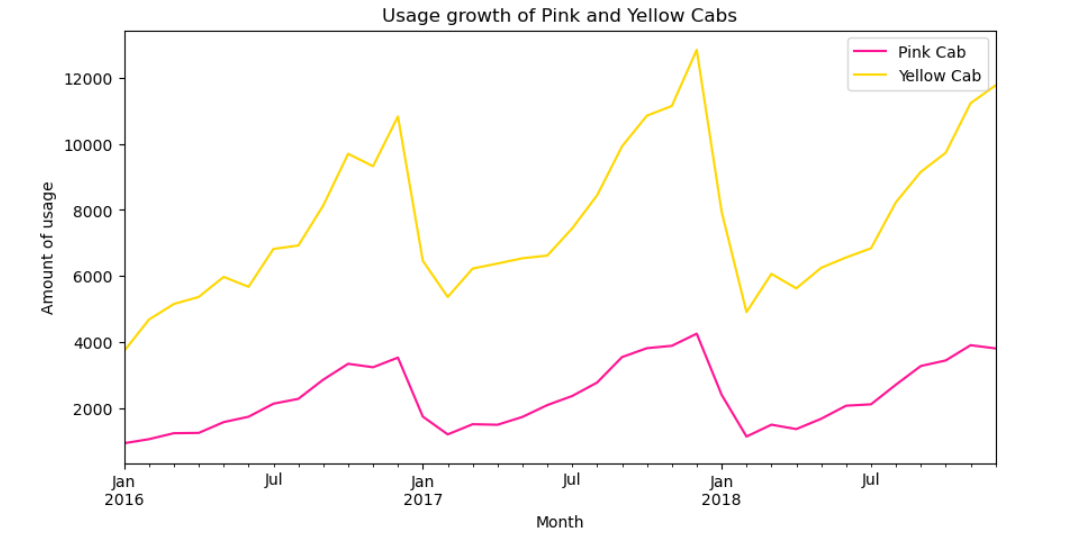 Usage growth of Pink and Yellow Cabs
Pink Cab
Yellow Cab
12000
10000
8000
6000
4000
2000
Amount of usage
Jan
2016
Jul
Jan
2017
Jul
Jan
2018
Jul
Month